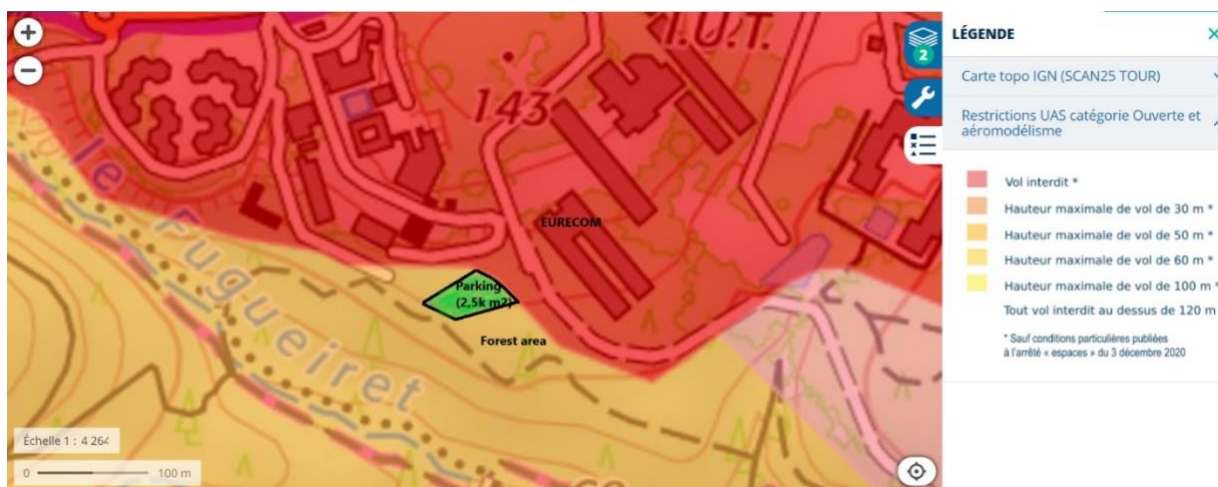 I.U.T.
143
EURECOM
le Fugueiret
Parking
(2,5k m2)
Forest area
Échelle 1 : 4 264
0 100 m
2
LÉGENDE
Carte topo IGN (SCAN25 TOUR)
Restrictions UAS catégorie Ouverte et
aéromodélisme
Vol interdit *
Hauteur maximale de vol de 30 m *
Hauteur maximale de vol de 50 m *
Hauteur maximale de vol de 60 m *
Hauteur maximale de vol de 100 m *
Tout vol interdit au dessus de 120 m
* Sauf conditions particulières publiées
à l'arrêté « espaces » du 3 décembre 2020